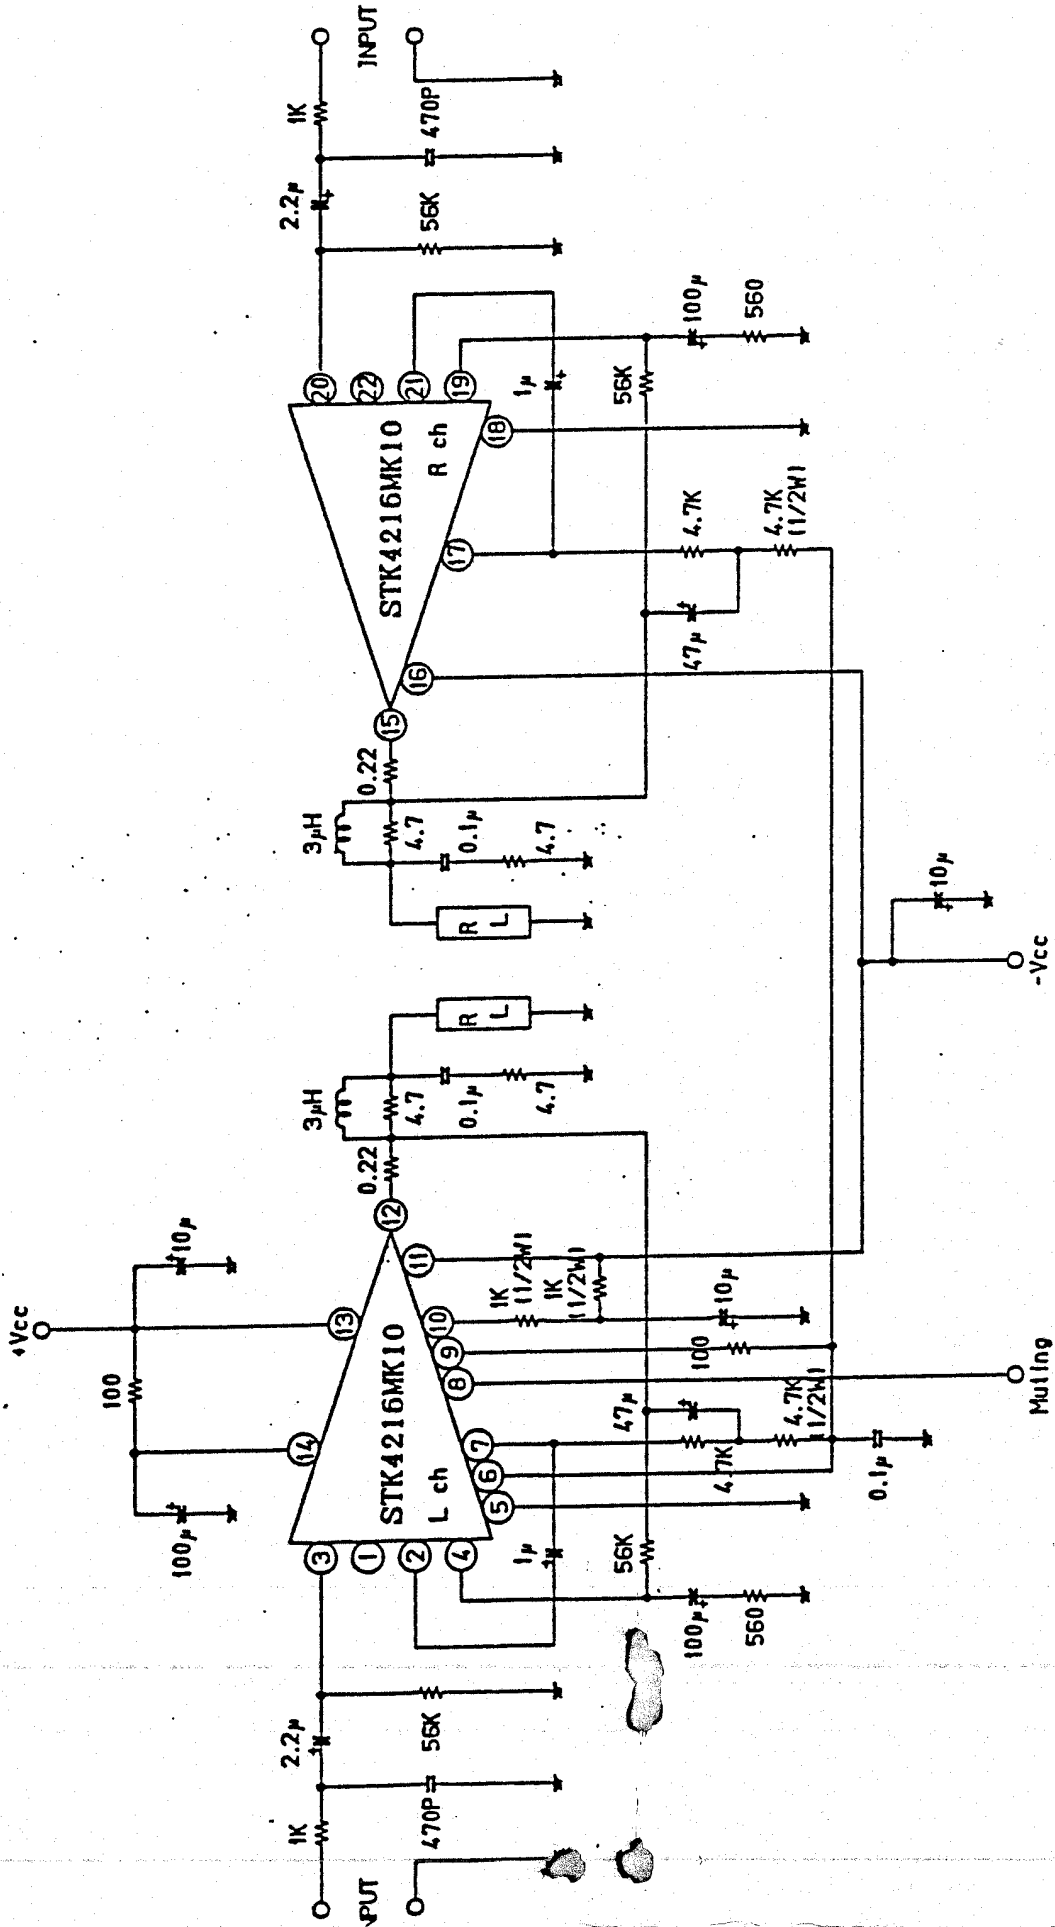 +Vcc
100
100μ
10μ
INPUT
1K
2.2μ
470P
56K
3
1
2
4
14
13
STK4216MK10
L ch
5
6
7
8
9
10
11
12
0.22
3μH
4.7
0.1μ
4.7
R L
1μ
56K
100μ
560
47μ
4.7K
4.7K
(1/2W)
100
10μ
1K
(1/2W)
1K
(1/2W)
0.1μ
Muting
3μH
0.22
4.7
0.1μ
4.7
R L
15
16
17
18
STK4216MK10
R ch
20
22
21
19
1μ
56K
100μ
560
47μ
4.7K
4.7K
(1/2W)
2.2μ
1K
56K
470P
INPUT
10μ
-Vcc